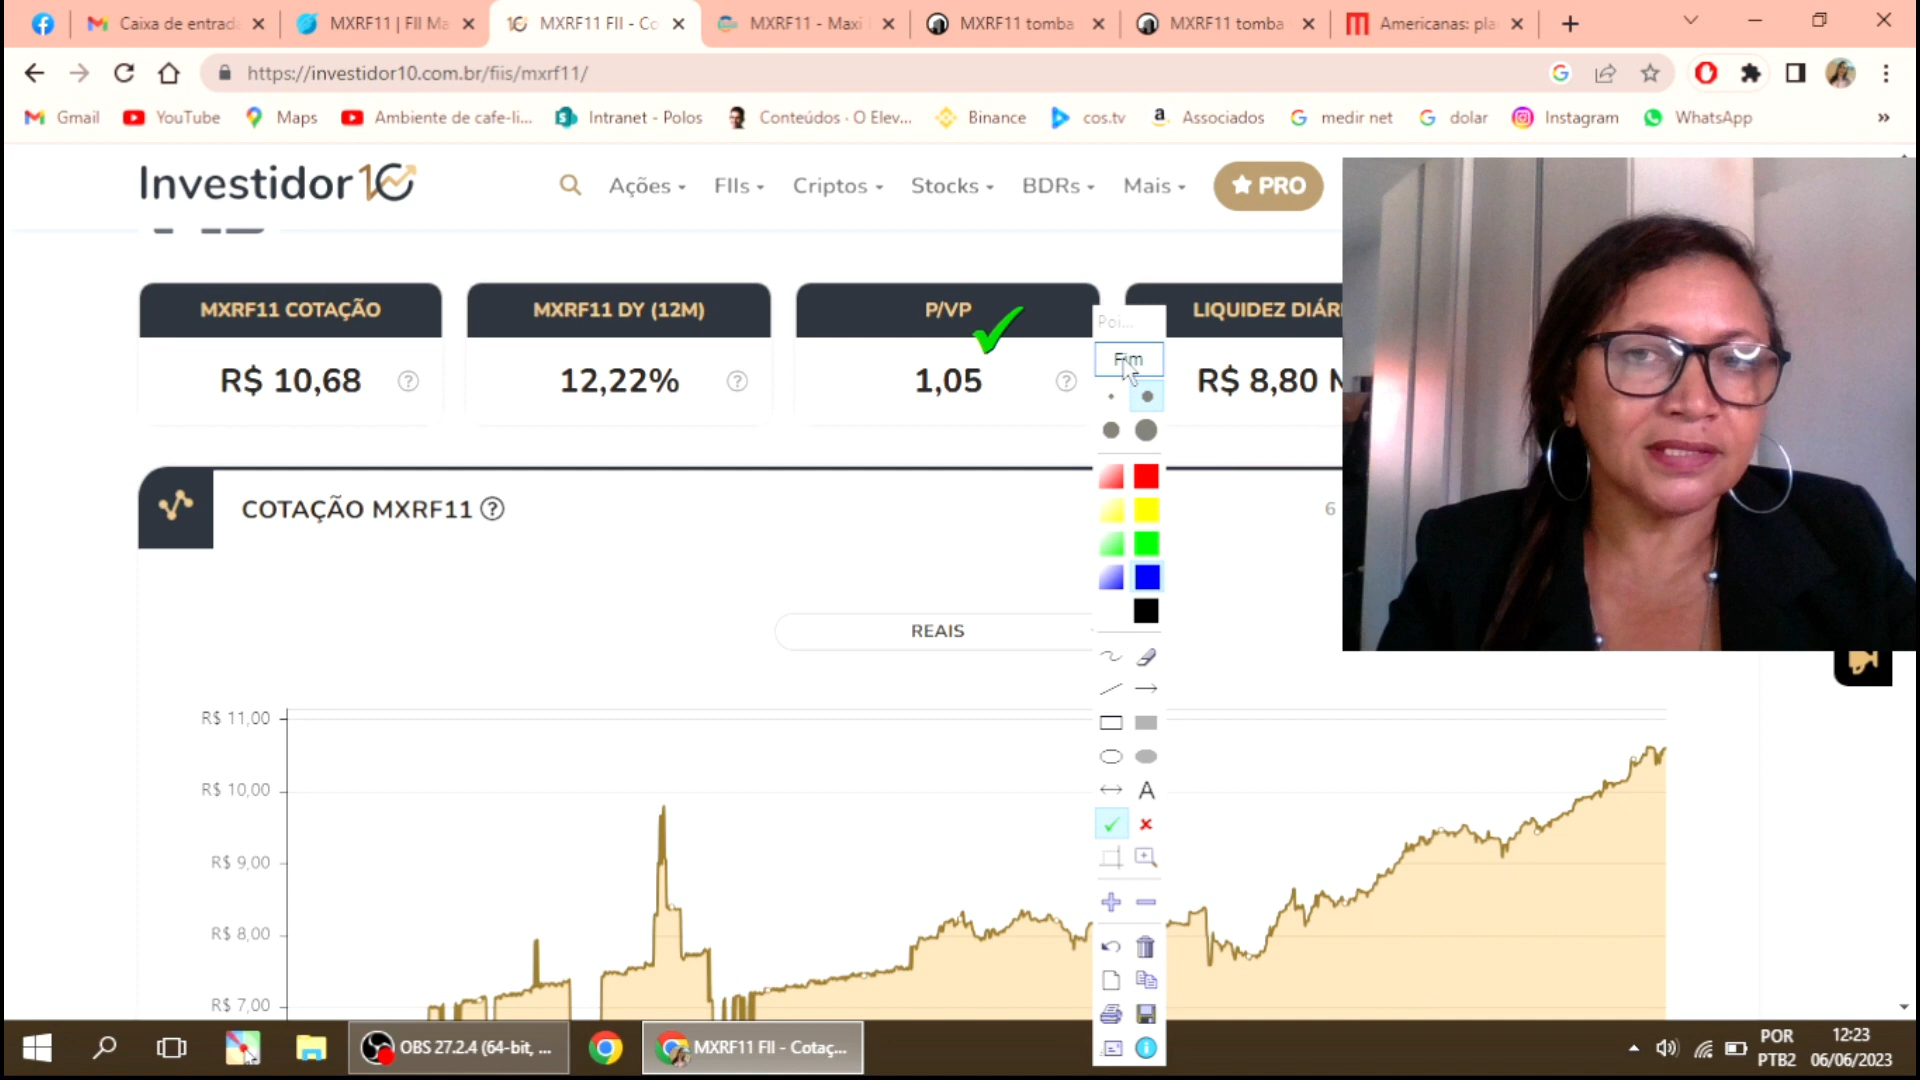 Caixa de entrada
MXRF11 | FII Ma
MXRF11 FII - Co
MXRF11 - Maxi
MXRF11 tomba
MXRF11 tomba
Americanas: pla
https://investidor10.com.br/fiis/mxrf11/
Gmail
YouTube
Maps
Ambiente de cafe-li...
Intranet - Polos
Conteúdos · O Elev...
Binance
cos.tv
Associados
medir net
dolar
Instagram
WhatsApp
»
Investidor 10
Ações
FIIs
Criptos
Stocks
BDRs
Mais
PRO
MXRF11 COTAÇÃO
R$ 10,68
?
MXRF11 DY (12M)
12,22%
?
P/VP
1,05
?
LIQUIDEZ DIÁR
R$ 8,80
Poi...
Fim
A
COTAÇÃO MXRF11 ?
6
REAIS
R$ 11,00
R$ 10,00
R$ 9,00
R$ 8,00
R$ 7,00
OBS 27.2.4 (64-bit, ...
MXRF11 FII - Cotaç...
POR
PTB2
12:23
06/06/2023